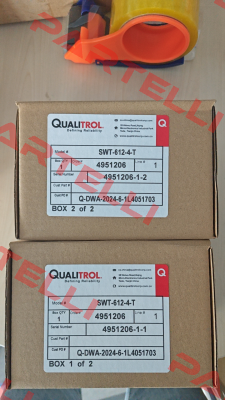 QUALITROL
Defining Reliability
Model # SWT-612-4-T
Box QTY 1 4951206 Line # 1
Serial Number 1 4951206-1-2
Cust Part #
Cust PO # Q-DWA-2024-6-1L4051703
BOX 2 of 2
QUALITROL
Defining Reliability
Model # SWT-612-4-T
Box QTY 1 4951206 Line # 1
Serial Number 4951206-1-1
Cust Part #
Cust PO # Q-DWA-2024-6-1L4051703
BOX 1 of 2
PARTELLI